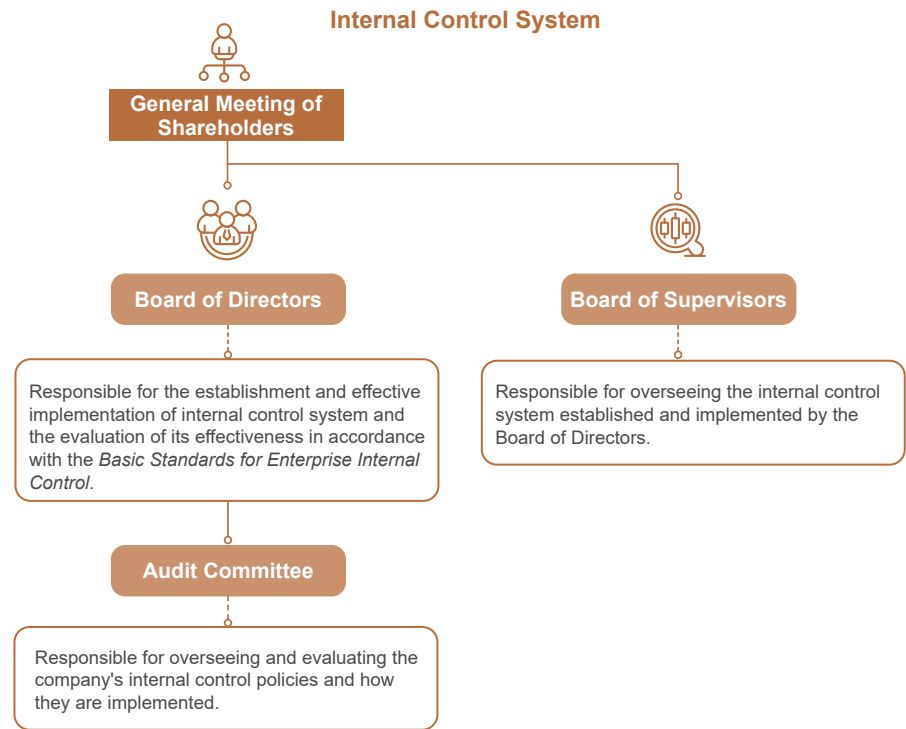 Internal Control System
General Meeting of
Shareholders
Board of Directors
Responsible for the establishment and effective
implementation of internal control system and
the evaluation of its effectiveness in accordance
with the Basic Standards for Enterprise Internal
Control.
Board of Supervisors
Responsible for overseeing the internal control
system established and implemented by the
Board of Directors.
Audit Committee
Responsible for overseeing and evaluating the
company's internal control policies and how
they are implemented.